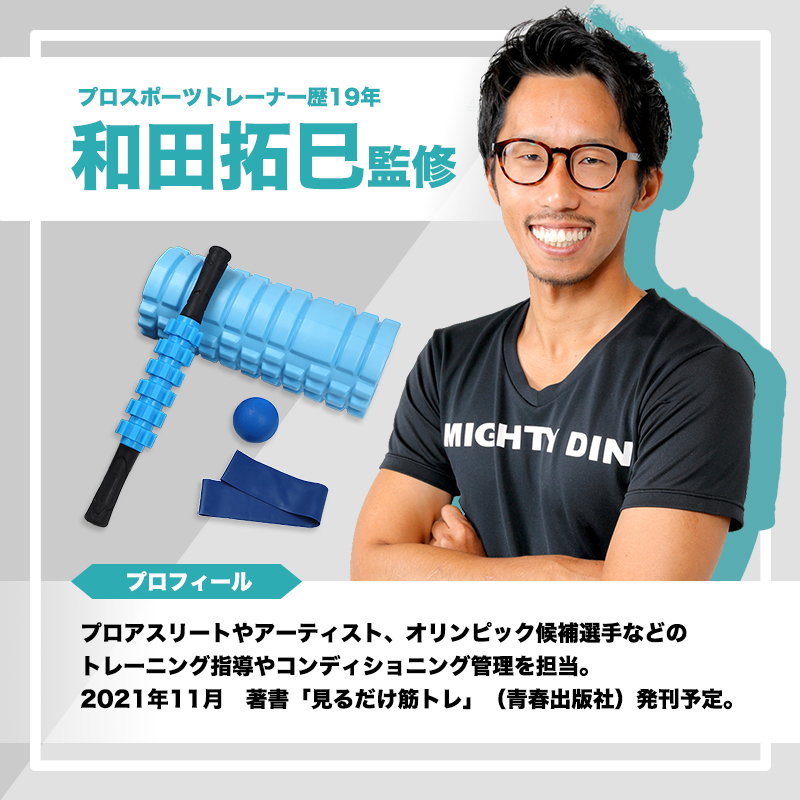 プロスポーツトレーナー歴19年
和田拓巳監修
MIGHTY DIN
プロフィール
プロアスリートやアーティスト、オリンピック候補選手などの
トレーニング指導やコンディショニング管理を担当。
2021年11月　著書「見るだけ筋トレ」（青春出版社）発刊予定。